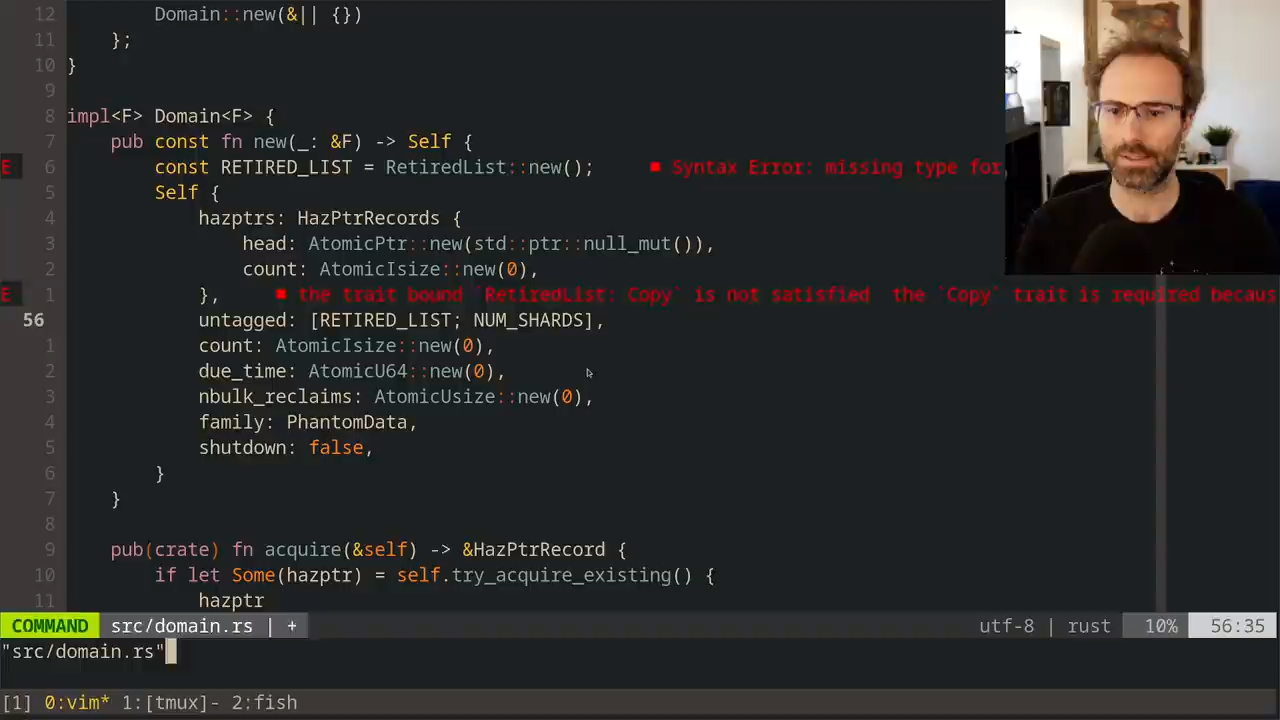 12 Domain::new(&|| {})
11 };
10 }
9
8 impl<F> Domain<F> {
7 pub const fn new(_: &F) -> Self {
E 6 const RETIRED_LIST = RetiredList::new(); ■ Syntax Error: missing type for
5 Self {
4 hazptrs: HazPtrRecords {
3 head: AtomicPtr::new(std::ptr::null_mut()),
2 count: AtomicIsize::new(0),
E 1 }, ■ the trait bound `RetiredList: Copy` is not satisfied the `Copy` trait is required becaus
56 untagged: [RETIRED_LIST; NUM_SHARDS],
1 count: AtomicIsize::new(0),
2 due_time: AtomicU64::new(0),
3 nbulk_reclaims: AtomicUsize::new(0),
4 family: PhantomData,
5 shutdown: false,
6 }
7 }
8
9 pub(crate) fn acquire(&self) -> &HazPtrRecord {
10 if let Some(hazptr) = self.try_acquire_existing() {
11 hazptr
COMMAND src/domain.rs | + utf-8 | rust 10% 56:35
"src/domain.rs"
[1] 0:vim* 1:[tmux]- 2:fish